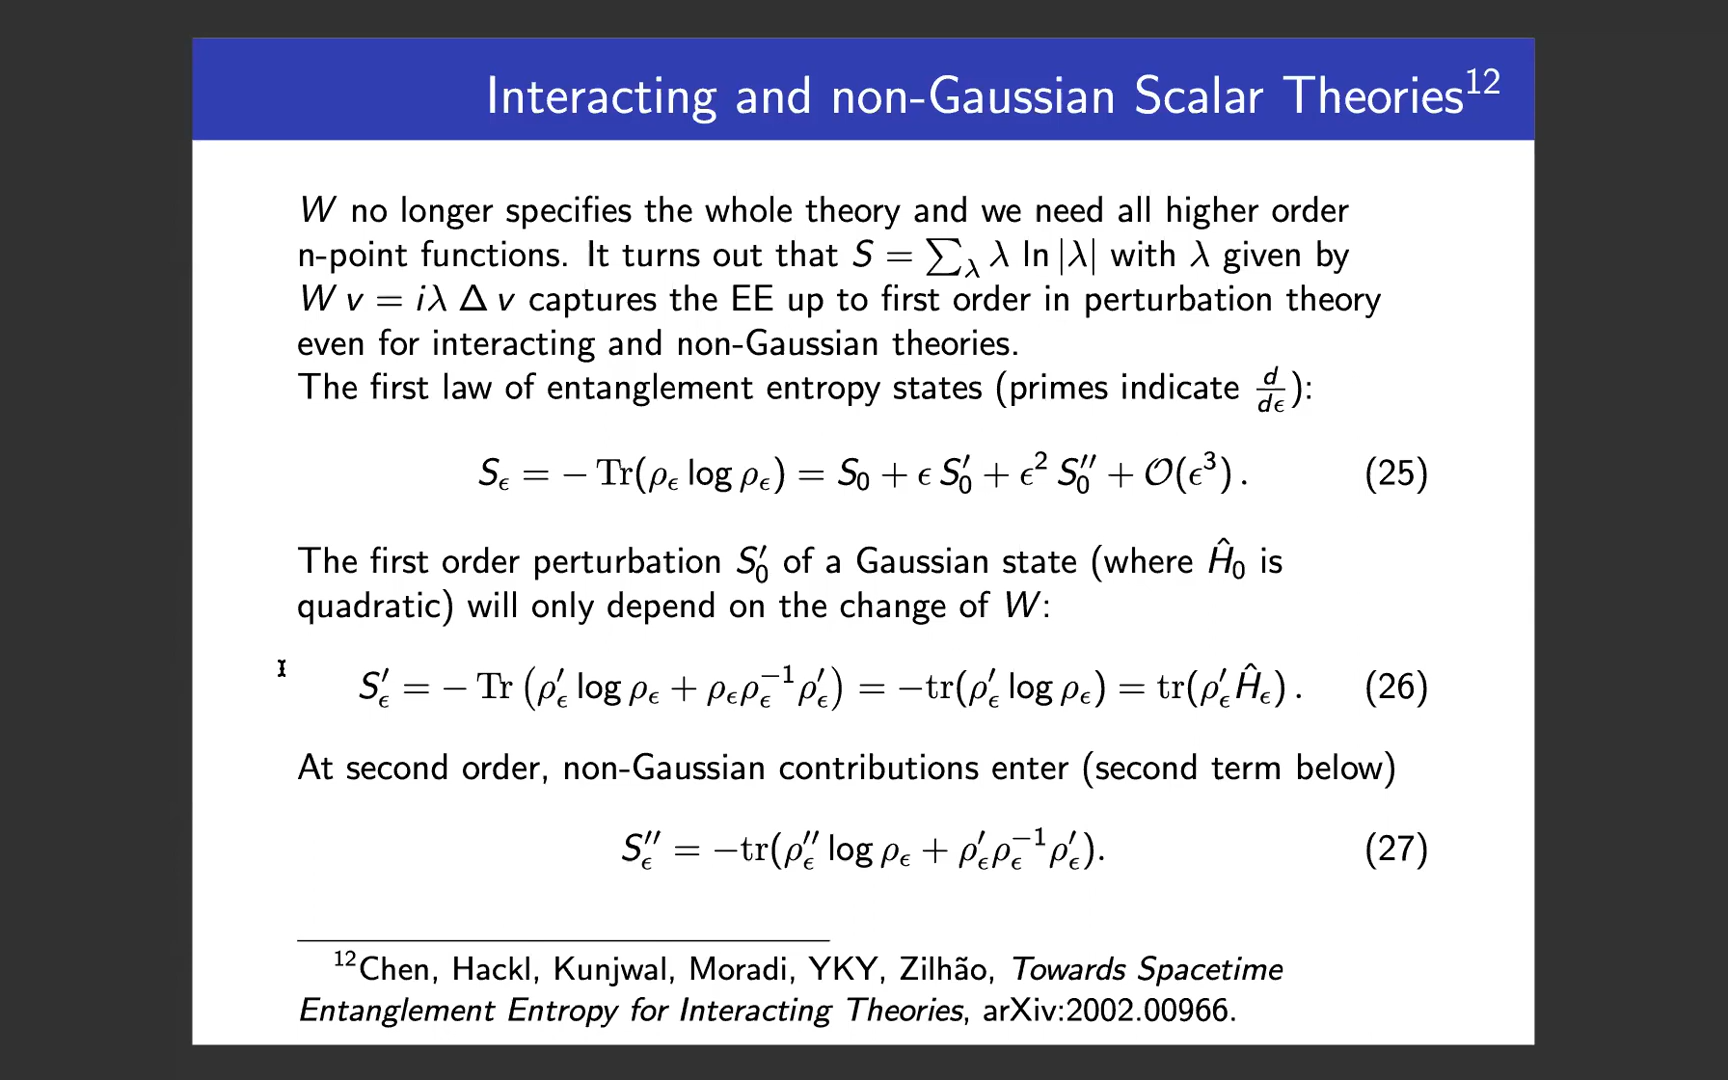 Interacting and non-Gaussian Scalar Theories¹²
W no longer specifies the whole theory and we need all higher order
n-point functions. It turns out that S = ∑_λ λ ln |λ| with λ given by
W v = iλ Δ v captures the EE up to first order in perturbation theory
even for interacting and non-Gaussian theories.
The first law of entanglement entropy states (primes indicate d/dϵ):
S_ϵ = − Tr(ρ_ϵ log ρ_ϵ) = S_0 + ϵ S′_0 + ϵ² S′′_0 + 𝒪(ϵ³) . (25)
The first order perturbation S′_0 of a Gaussian state (where Ĥ_0 is
quadratic) will only depend on the change of W:
S′_ϵ = − Tr (ρ′_ϵ log ρ_ϵ + ρ_ϵ ρ_ϵ^{−1} ρ′_ϵ) = −tr(ρ′_ϵ log ρ_ϵ) = tr(ρ′_ϵ Ĥ_ϵ) . (26)
At second order, non-Gaussian contributions enter (second term below)
S′′_ϵ = −tr(ρ′′_ϵ log ρ_ϵ + ρ′_ϵ ρ_ϵ^{−1} ρ′_ϵ). (27)
¹²Chen, Hackl, Kunjwal, Moradi, YKY, Zilhão, Towards Spacetime
Entanglement Entropy for Interacting Theories, arXiv:2002.00966.